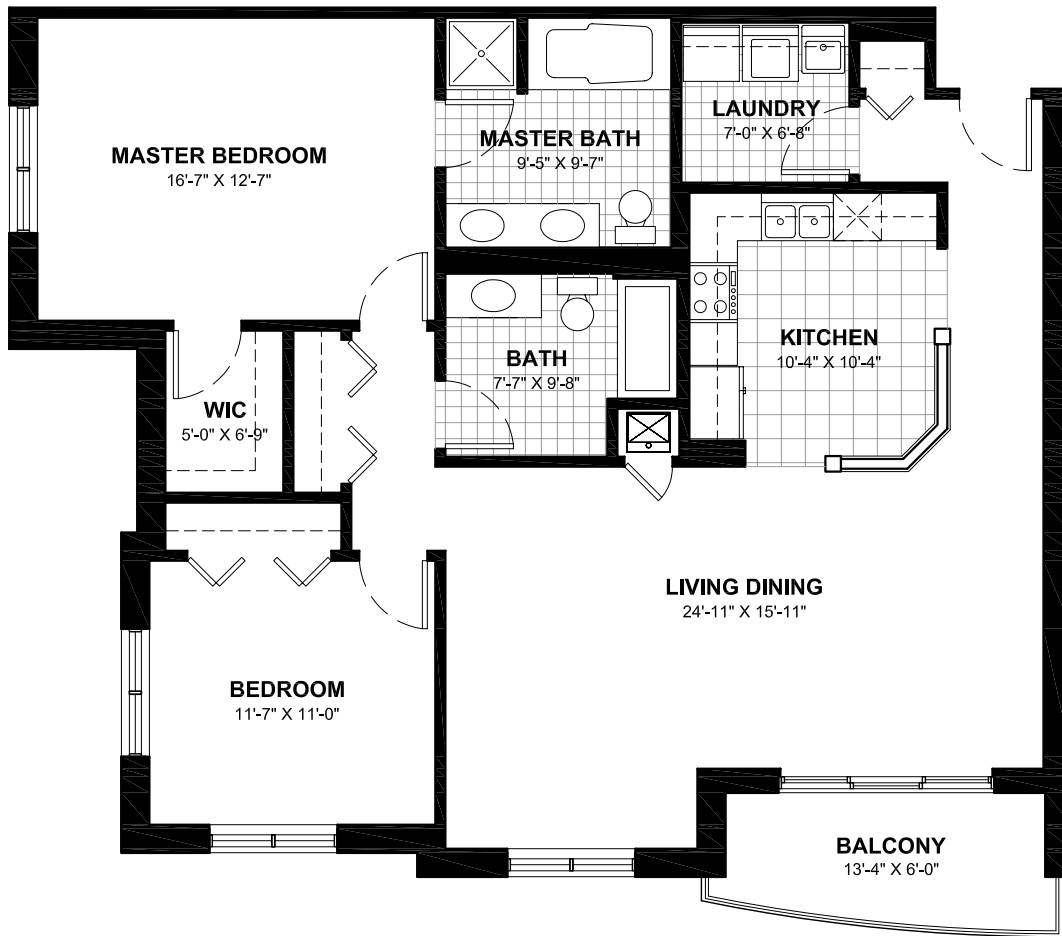 MASTER BEDROOM
16'-7" X 12'-7"
MASTER BATH
9'-5" X 9'-7"
LAUNDRY
7'-0" X 6'-8"
KITCHEN
10'-4" X 10'-4"
BATH
7'-7" X 9'-8"
WIC
5'-0" X 6'-9"
LIVING DINING
24'-11" X 15'-11"
BEDROOM
11'-7" X 11'-0"
BALCONY
13'-4" X 6'-0"